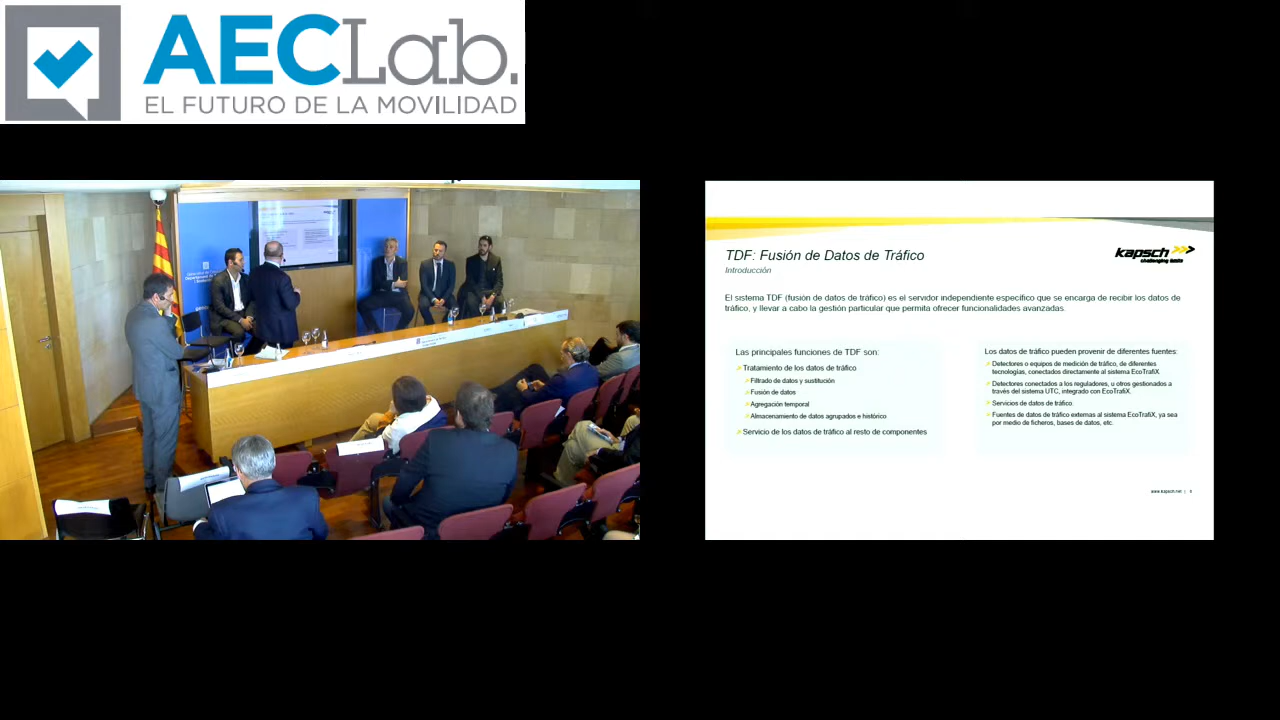 AECLab.
EL FUTURO DE LA MOVILIDAD
TDF: Fusión de Datos de Tráfico
Introducción
kapsch >>>
challenging limits
El sistema TDF (fusión de datos de tráfico) es el servidor independiente específico que se encarga de recibir los datos de
tráfico, y llevar a cabo la gestión particular que permita ofrecer funcionalidades avanzadas.
Las principales funciones de TDF son:
> Tratamiento de los datos de tráfico
> Filtrado de datos y sustitución
> Fusión de datos
> Agregación temporal
> Almacenamiento de datos agrupados e histórico
> Servicio de los datos de tráfico al resto de componentes
Los datos de tráfico pueden provenir de diferentes fuentes:
> Detectores o equipos de medición de tráfico, de diferentes
tecnologías, conectados directamente al sistema EcoTrafiX
> Detectores conectados a los reguladores, u otros gestionados a
través del sistema UTC, integrado con EcoTrafiX.
> Servicios de datos de tráfico.
> Fuentes de datos de tráfico externas al sistema EcoTrafiX, ya sea
por medio de ficheros, bases de datos, etc.
www.kapsch.net |